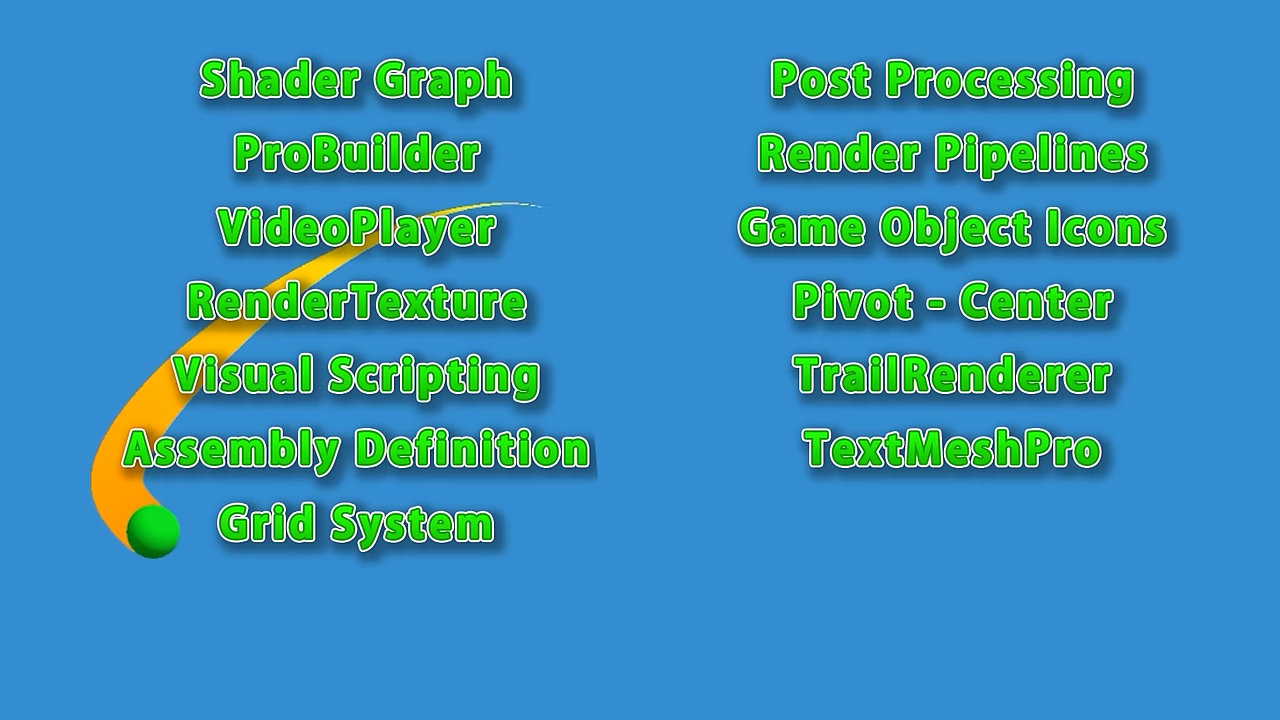 Shader Graph
ProBuilder
VideoPlayer
RenderTexture
Visual Scripting
Assembly Definition
Grid System
Post Processing
Render Pipelines
Game Object Icons
Pivot - Center
TrailRenderer
TextMeshPro